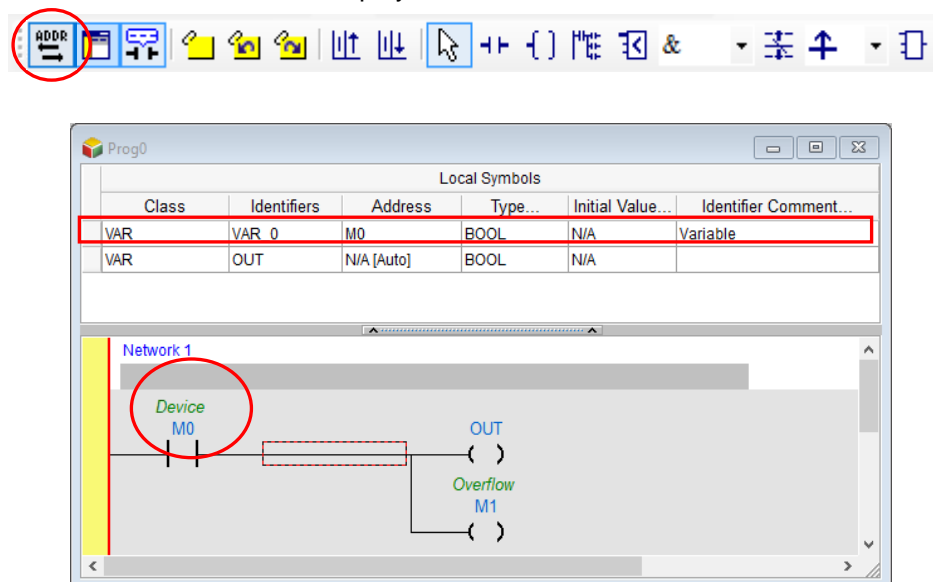 ADDR
&
Prog0
Local Symbols
Class Identifiers Address Type... Initial Value... Identifier Comment...
VAR VAR_0 M0 BOOL N/A Variable
VAR OUT N/A [Auto] BOOL N/A
Network 1
Device
M0
OUT
Overflow
M1